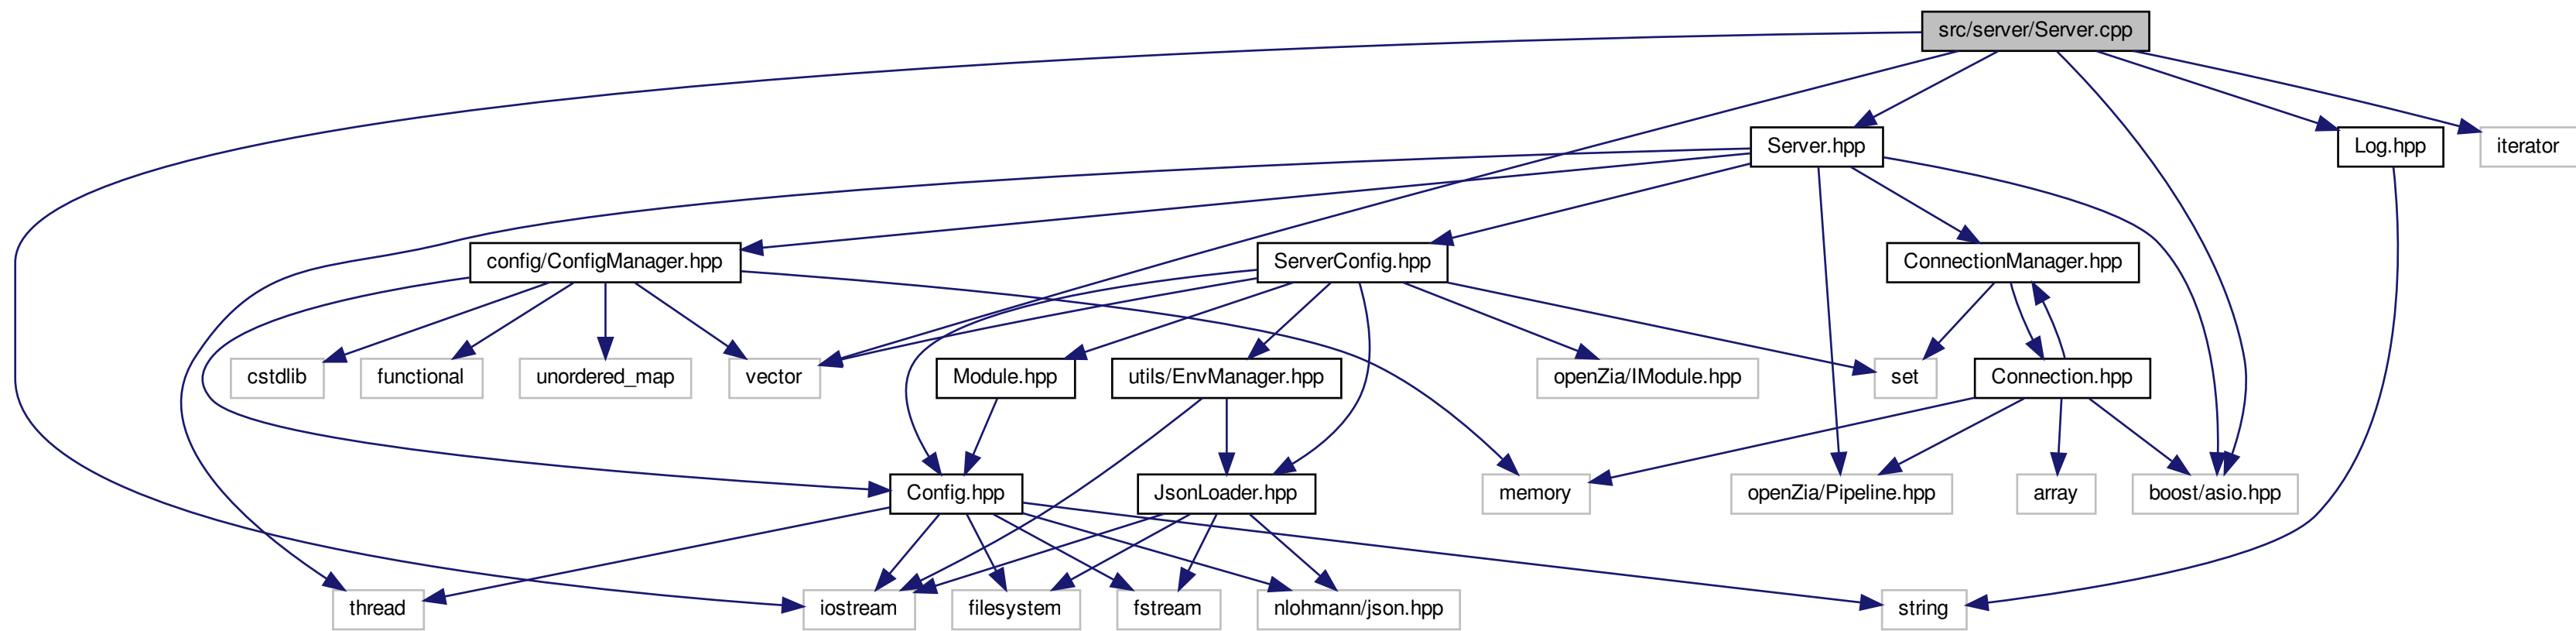 src/server/Server.cpp
Server.hpp
Log.hpp
iterator
config/ConfigManager.hpp
ServerConfig.hpp
ConnectionManager.hpp
cstdlib
functional
unordered_map
vector
Module.hpp
utils/EnvManager.hpp
openZia/IModule.hpp
set
Connection.hpp
Config.hpp
JsonLoader.hpp
memory
openZia/Pipeline.hpp
array
boost/asio.hpp
thread
iostream
filesystem
fstream
nlohmann/json.hpp
string